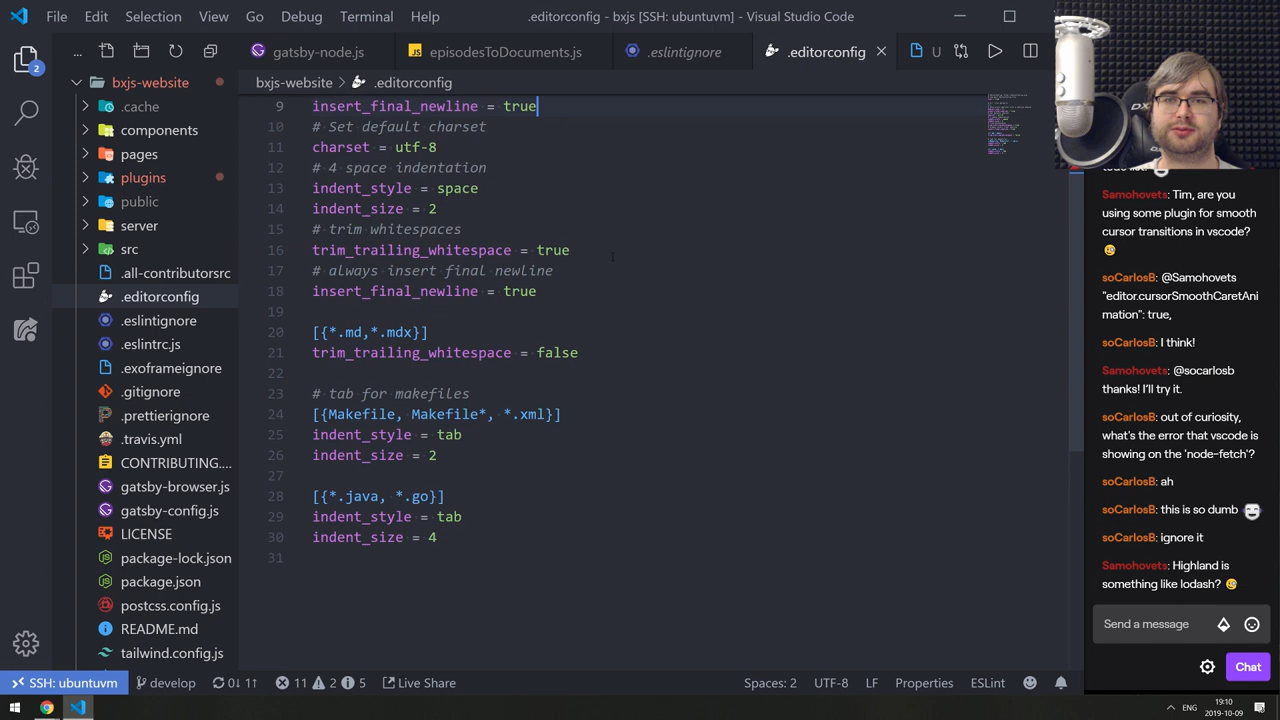 File Edit Selection View Go Debug Terminal Help
.editorconfig - bxjs [SSH: ubuntuvm] - Visual Studio Code
...
gatsby-node.js
JS episodesToDocuments.js
.eslintignore
.editorconfig
U
2
bxjs-website
.cache
components
pages
plugins
public
server
src
.all-contributorsrc
.editorconfig
.eslintignore
.eslintrc.js
.exoframeignore
.gitignore
.prettierignore
.travis.yml
CONTRIBUTING....
gatsby-browser.js
gatsby-config.js
LICENSE
package-lock.json
package.json
postcss.config.js
README.md
tailwind.config.js
bxjs-website > .editorconfig
9 insert_final_newline = true
10 # Set default charset
11 charset = utf-8
12 # 4 space indentation
13 indent_style = space
14 indent_size = 2
15 # trim whitespaces
16 trim_trailing_whitespace = true
17 # always insert final newline
18 insert_final_newline = true
19
20 [{*.md,*.mdx}]
21 trim_trailing_whitespace = false
22
23 # tab for makefiles
24 [{Makefile, Makefile*, *.xml}]
25 indent_style = tab
26 indent_size = 2
27
28 [{*.java, *.go}]
29 indent_style = tab
30 indent_size = 4
31
Samohovets: Tim, are you
using some plugin for smooth
cursor transitions in vscode?
soCarlosB: @Samohovets
"editor.cursorSmoothCaretAni
mation": true,
soCarlosB: I think!
Samohovets: @socarlosb
thanks! I'll try it.
soCarlosB: out of curiosity,
what's the error that vscode is
showing on the 'node-fetch'?
soCarlosB: ah
soCarlosB: this is so dumb
soCarlosB: ignore it
Samohovets: Highland is
something like lodash?
Send a message
Chat
SSH: ubuntuvm
develop
0↓ 1↑
11 2 5
Live Share
Spaces: 2 UTF-8 LF Properties ESLint
ENG
19:10
2019-10-09